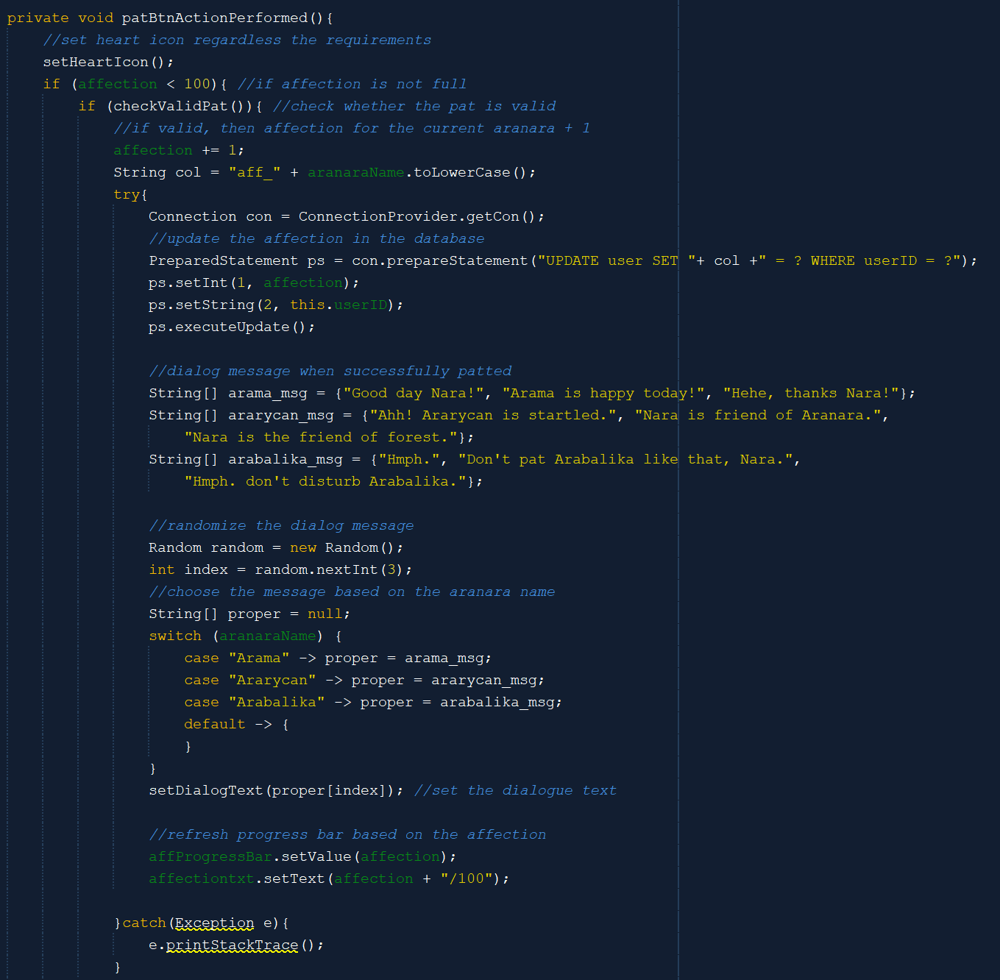 private void patBtnActionPerformed(){
    //set heart icon regardless the requirements
    setHeartIcon();
    if (affection < 100){ //if affection is not full
        if (checkValidPat()){ //check whether the pat is valid
            //if valid, then affection for the current aranara + 1
            affection += 1;
            String col = "aff_" + aranaraName.toLowerCase();
            try{
                Connection con = ConnectionProvider.getCon();
                //update the affection in the database
                PreparedStatement ps = con.prepareStatement("UPDATE user SET "+ col +" = ? WHERE userID = ?");
                ps.setInt(1, affection);
                ps.setString(2, this.userID);
                ps.executeUpdate();

                //dialog message when successfully patted
                String[] arama_msg = {"Good day Nara!", "Arama is happy today!", "Hehe, thanks Nara!"};
                String[] ararycan_msg = {"Ahh! Ararycan is startled.", "Nara is friend of Aranara.",
                    "Nara is the friend of forest."};
                String[] arabalika_msg = {"Hmph.", "Don't pat Arabalika like that, Nara.",
                    "Hmph. don't disturb Arabalika."};

                //randomize the dialog message
                Random random = new Random();
                int index = random.nextInt(3);
                //choose the message based on the aranara name
                String[] proper = null;
                switch (aranaraName) {
                    case "Arama" -> proper = arama_msg;
                    case "Ararycan" -> proper = ararycan_msg;
                    case "Arabalika" -> proper = arabalika_msg;
                    default -> {
                    }
                }
                setDialogText(proper[index]); //set the dialogue text

                //refresh progress bar based on the affection
                affProgressBar.setValue(affection);
                affectiontxt.setText(affection + "/100");

            }catch(Exception e){
                e.printStackTrace();
            }